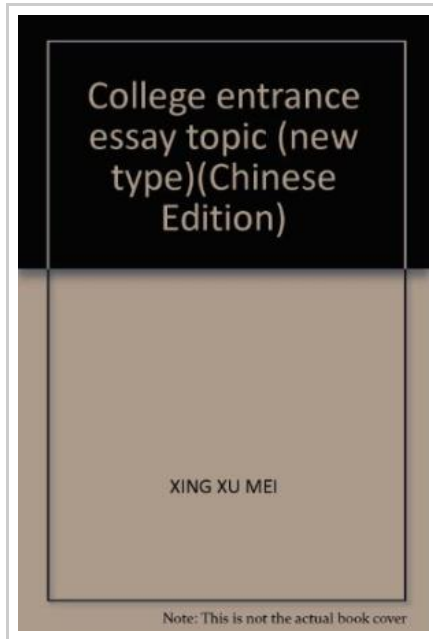 College entrance
essay topic (new
type)(Chinese
Edition)
XING XU MEI
Note: This is not the actual book cover